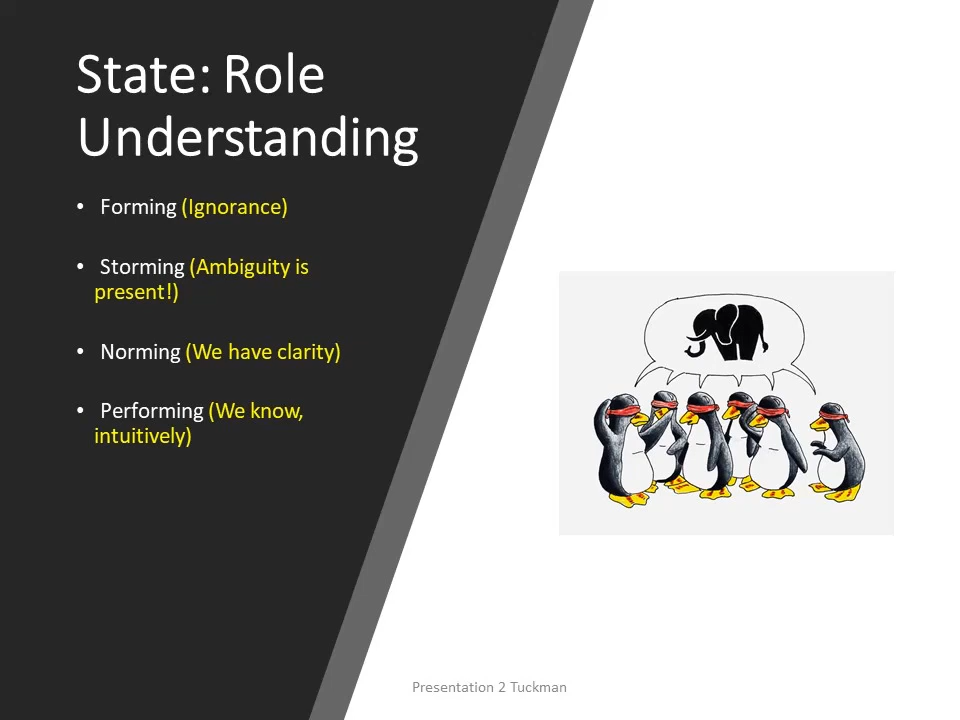 State: Role
Understanding
• Forming (Ignorance)
• Storming (Ambiguity is
present!)
• Norming (We have clarity)
• Performing (We know,
intuitively)
Presentation 2 Tuckman